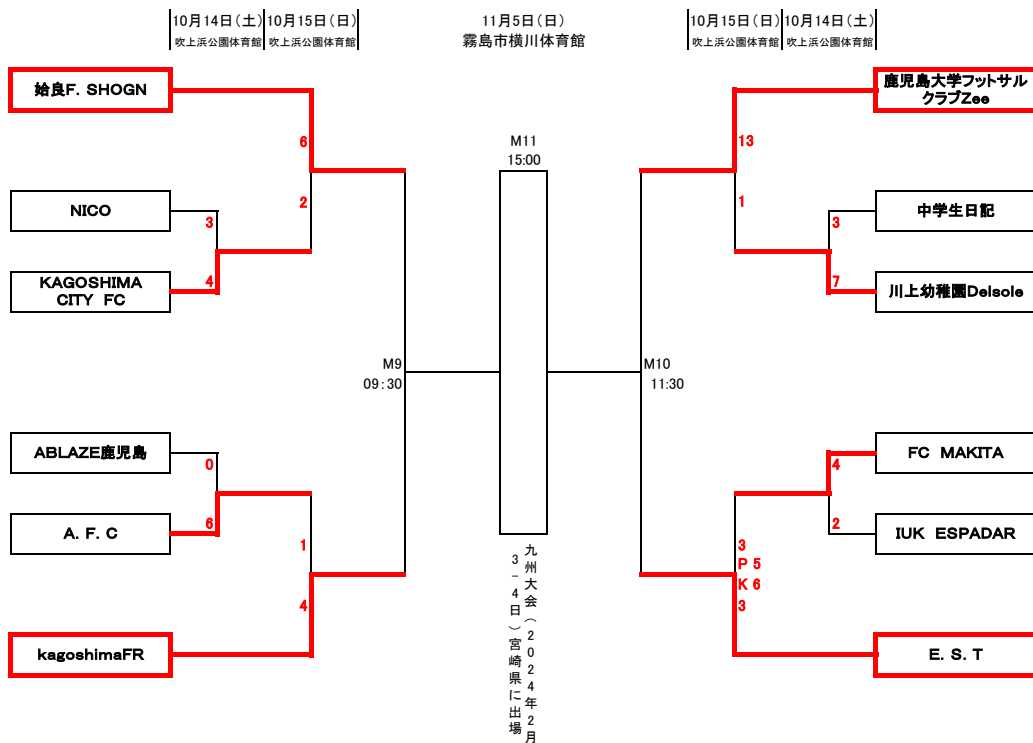 10月14日（土）
10月15日（日）
吹上浜公園体育館
吹上浜公園体育館
11月5日（日）
霧島市横川体育館
10月15日（日）
10月14日（土）
吹上浜公園体育館
吹上浜公園体育館
姶良F．SHOGN
鹿児島大学フットサル
クラブZee
6
M11
15:00
13
2
1
NICO
3
3
中学生日記
KAGOSHIMA
CITY FC
4
7
川上幼稚園Delsole
M9
09:30
M10
11:30
ABLAZE鹿児島
0
4
FC MAKITA
A．F．C
6
2
IUK ESPADAR
1
3
P 5
K 6
4
3
九州大会（2024年2月
3－4日）宮崎県に出場
kagoshimaFR
E．S．T